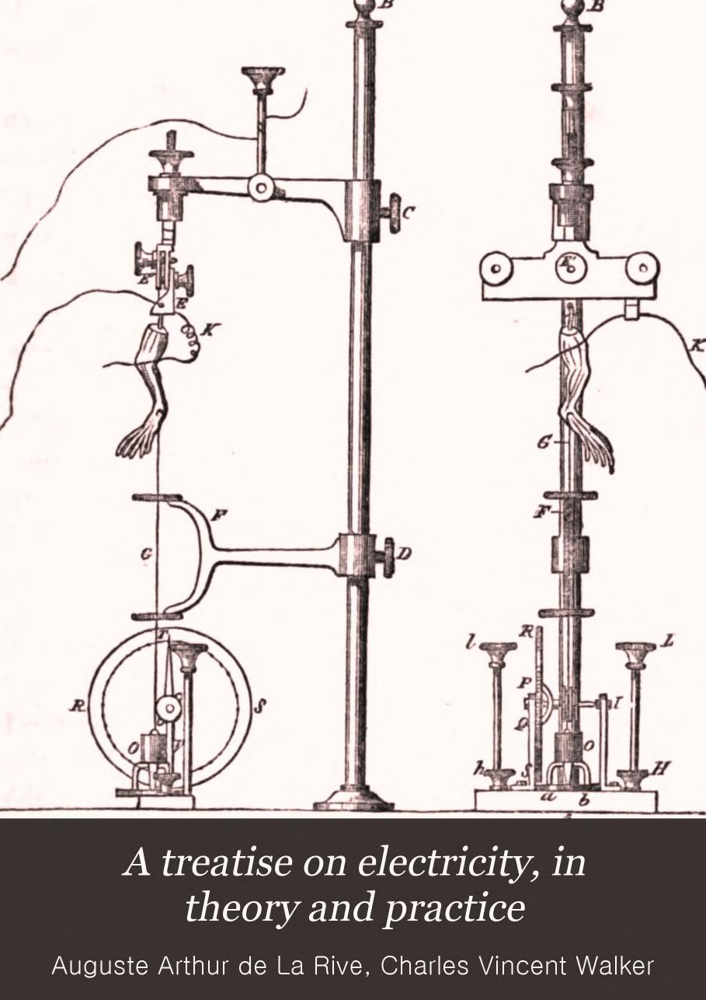 B
B
C
E'
E
E'
K
K
G
F
F
G
D
T
l
R
L
R
S
P
I
Q
O
V
O
h
s
H
a
b
A treatise on electricity, in
theory and practice
Auguste Arthur de La Rive, Charles Vincent Walker